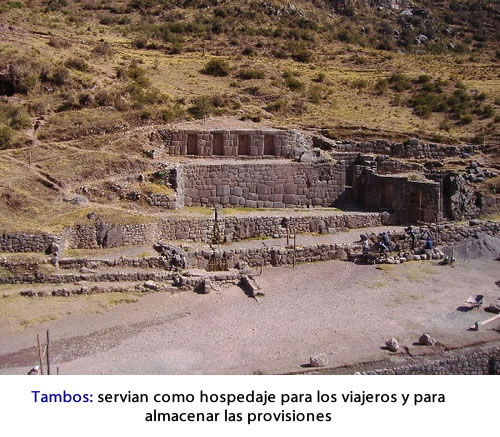 Tambos: servian como hospedaje para los viajeros y para
almacenar las provisiones